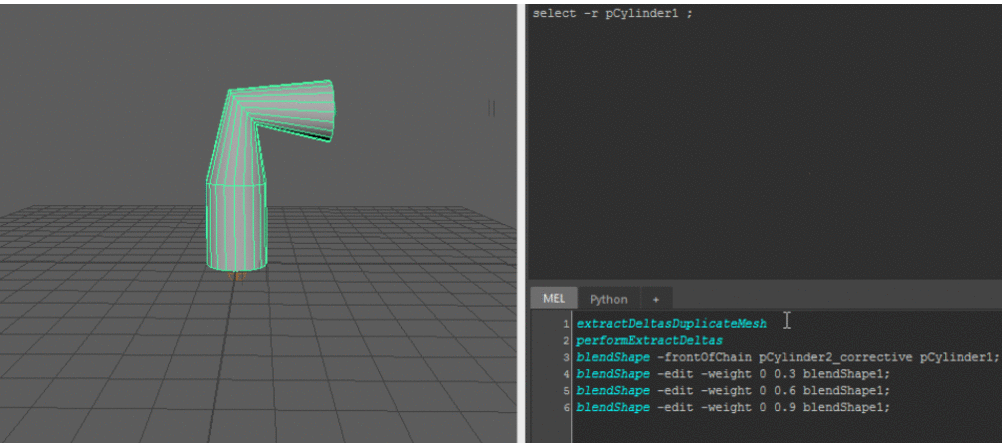 select -r pCylinder1 ;
MEL Python +
1 extractDeltasDuplicateMesh
2 performExtractDeltas
3 blendShape -frontOfChain pCylinder2_corrective pCylinder1;
4 blendShape -edit -weight 0 0.3 blendShape1;
5 blendShape -edit -weight 0 0.6 blendShape1;
6 blendShape -edit -weight 0 0.9 blendShape1;